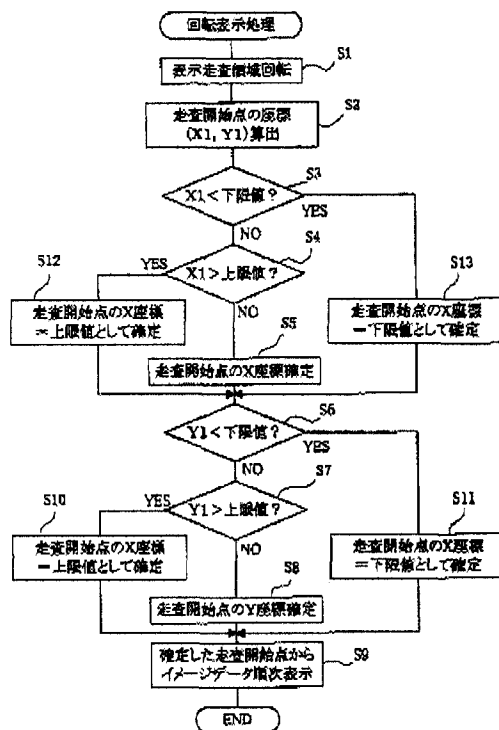 回転表示処理
S1
表示走査領域回転
S2
走査開始点の座標
(X1, Y1)算出
S3
X1<下限値?
YES
NO
S4
X1>上限値?
YES
NO
S12
走査開始点のX座標
=上限値として確定
S13
走査開始点のX座標
=下限値として確定
S5
走査開始点のX座標確定
S6
Y1<下限値?
YES
NO
S7
Y1>上限値?
YES
NO
S10
走査開始点のX座標
=上限値として確定
S11
走査開始点のX座標
=下限値として確定
S8
走査開始点のY座標確定
S9
確定した走査開始点から
イメージデータ順次表示
END